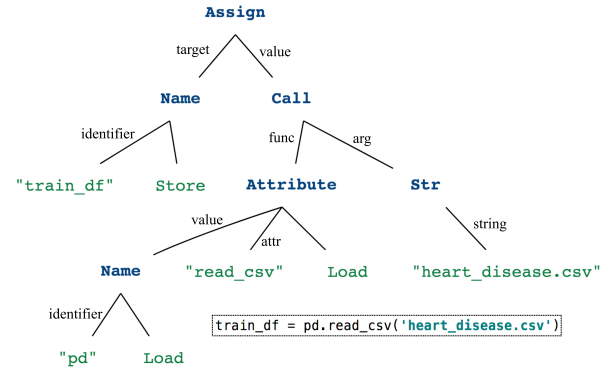 Assign
target value
Name Call
identifier func arg
"train_df" Store Attribute Str
value attr string
Name "read_csv" Load "heart_disease.csv"
identifier
train_df = pd.read_csv('heart_disease.csv')
"pd" Load